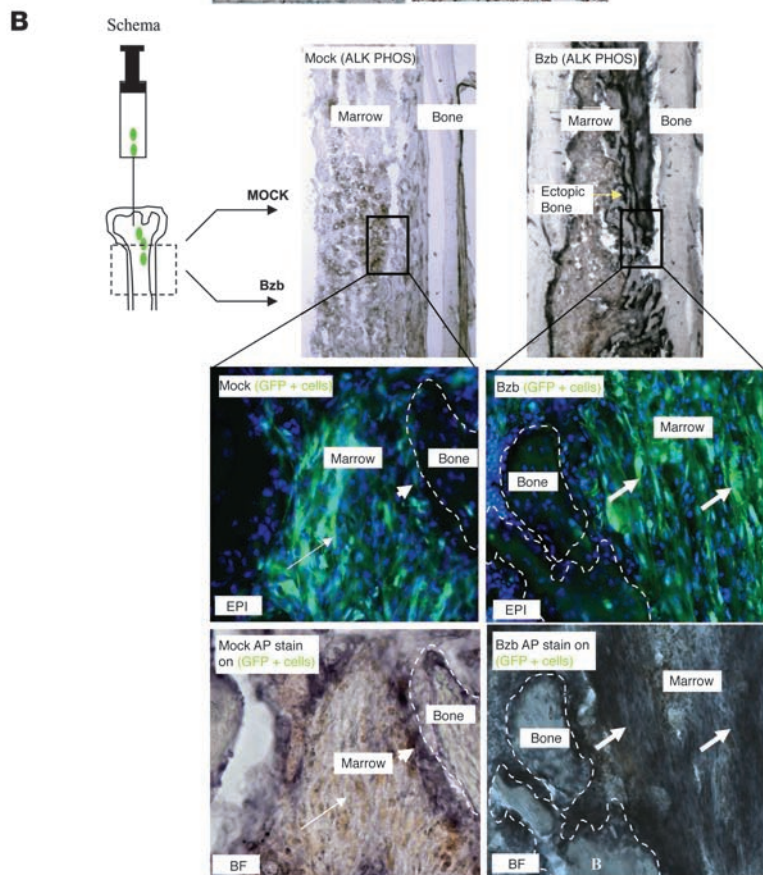 B
Schema
MOCK
Bzb
Mock (ALK PHOS)
Marrow
Bone
Bzb (ALK PHOS)
Marrow
Bone
Ectopic
Bone
Mock (GFP + cells)
Marrow
Bone
EPI
Bzb (GFP + cells)
Marrow
Bone
EPI
Mock AP stain
on (GFP + cells)
Bone
Marrow
BF
Bzb AP stain on
(GFP + cells)
Marrow
Bone
B
BF